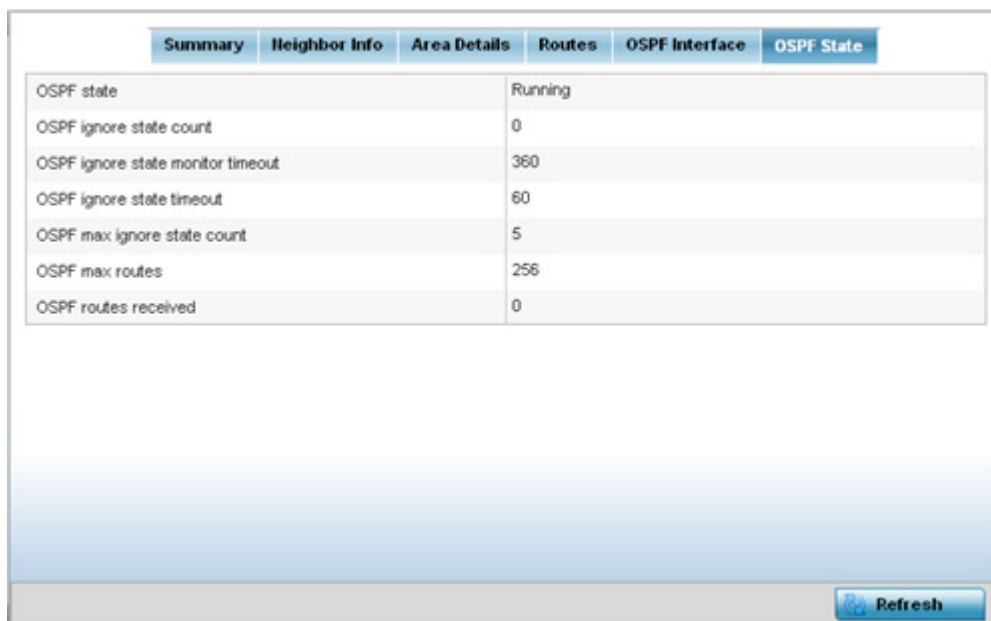 Summary Neighbor Info Area Details Routes OSPF Interface OSPF State
OSPF state Running
OSPF ignore state count 0
OSPF ignore state monitor timeout 360
OSPF ignore state timeout 60
OSPF max ignore state count 5
OSPF max routes 256
OSPF routes received 0
Refresh